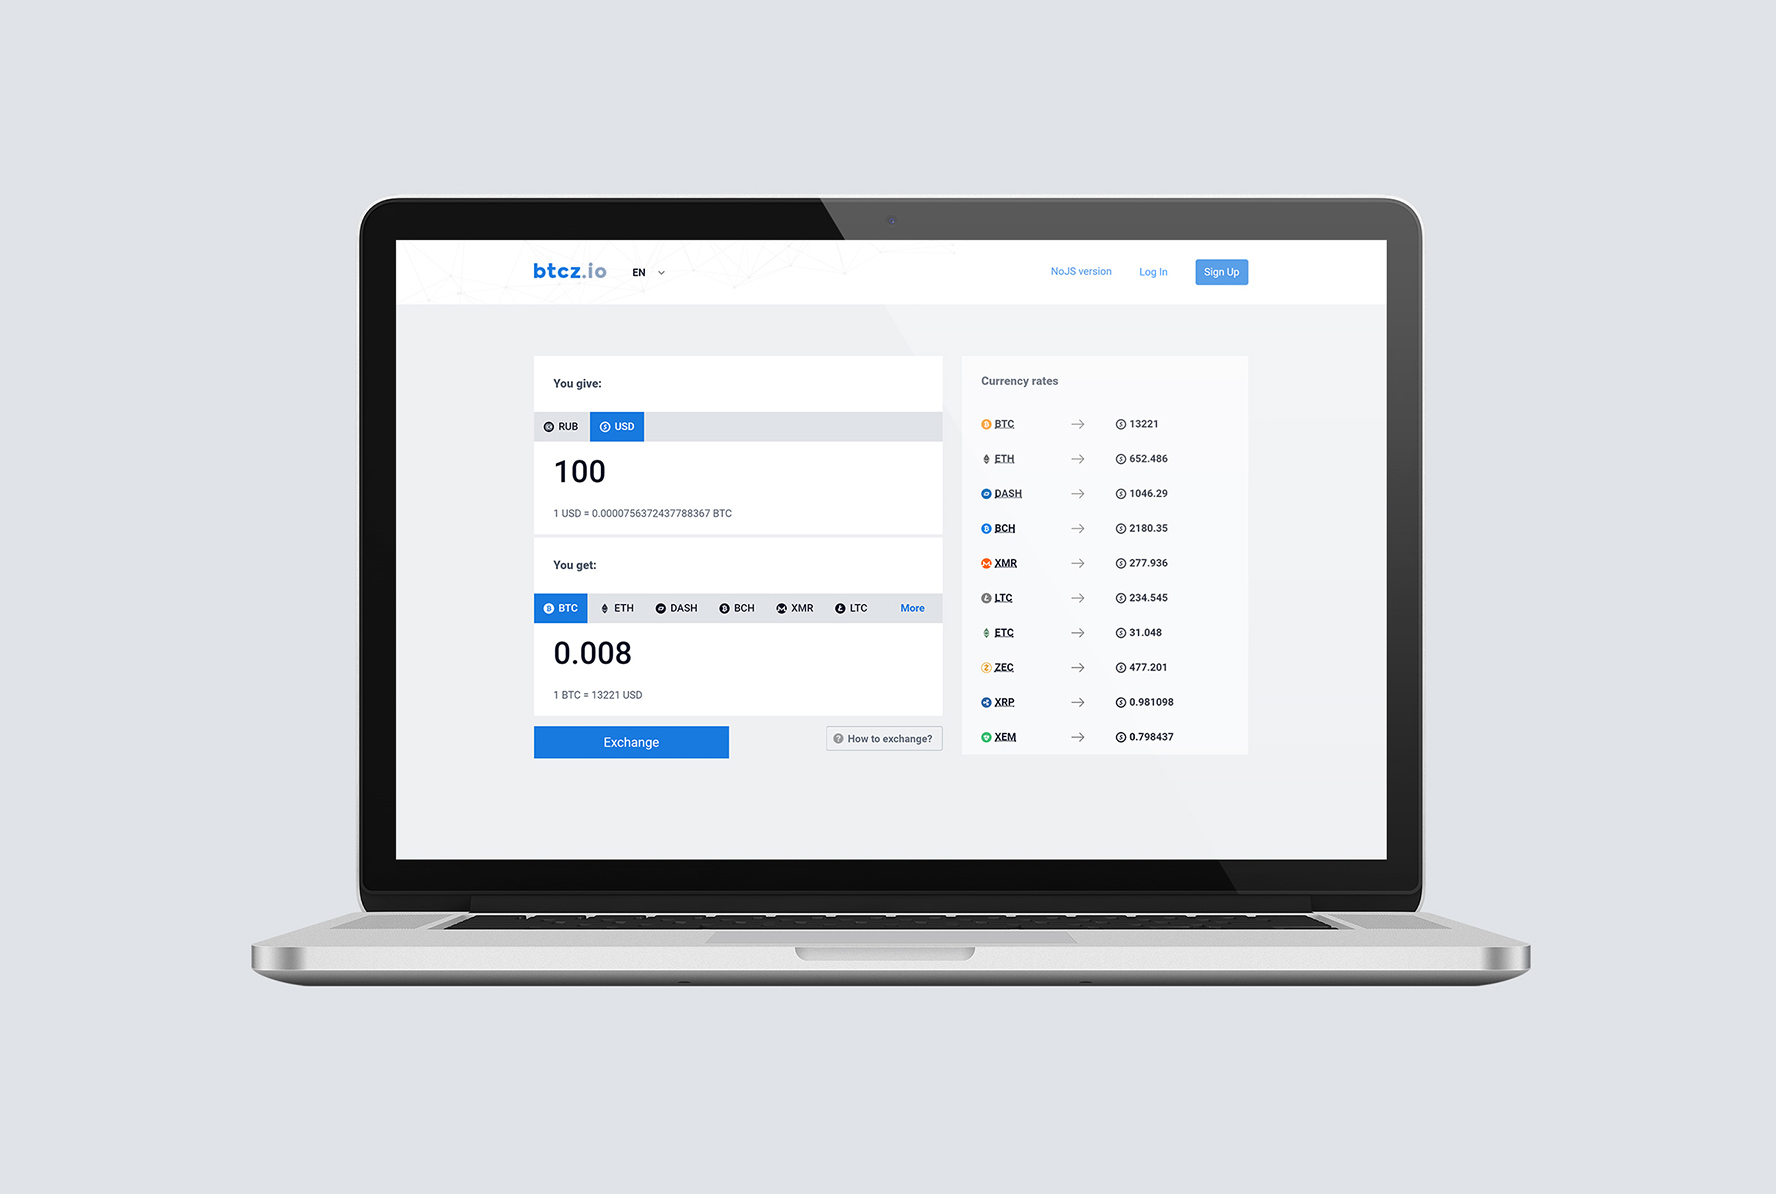 btcz.io EN NoJS version Log In Sign Up
You give:
RUB USD
100
1 USD = 0.0000756372437788367 BTC
You get:
BTC ETH DASH BCH XMR LTC More
0.008
1 BTC = 13221 USD
Exchange ? How to exchange?
Currency rates
BTC → 13221
ETH → 652.486
DASH → 1046.29
BCH → 2180.35
XMR → 277.936
LTC → 234.545
ETC → 31.048
ZEC → 477.201
XRP → 0.981098
XEM → 0.798437